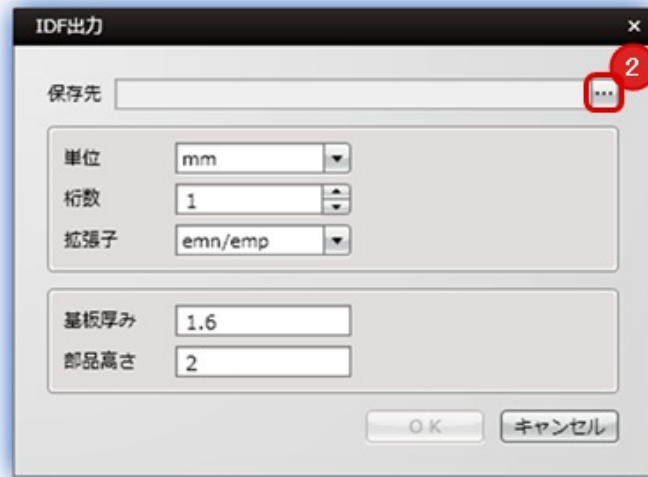 IDF出力 ×
2
保存先 ...
単位 mm
桁数 1
拡張子 emn/emp
基板厚み 1.6
部品高さ 2
OK キャンセル